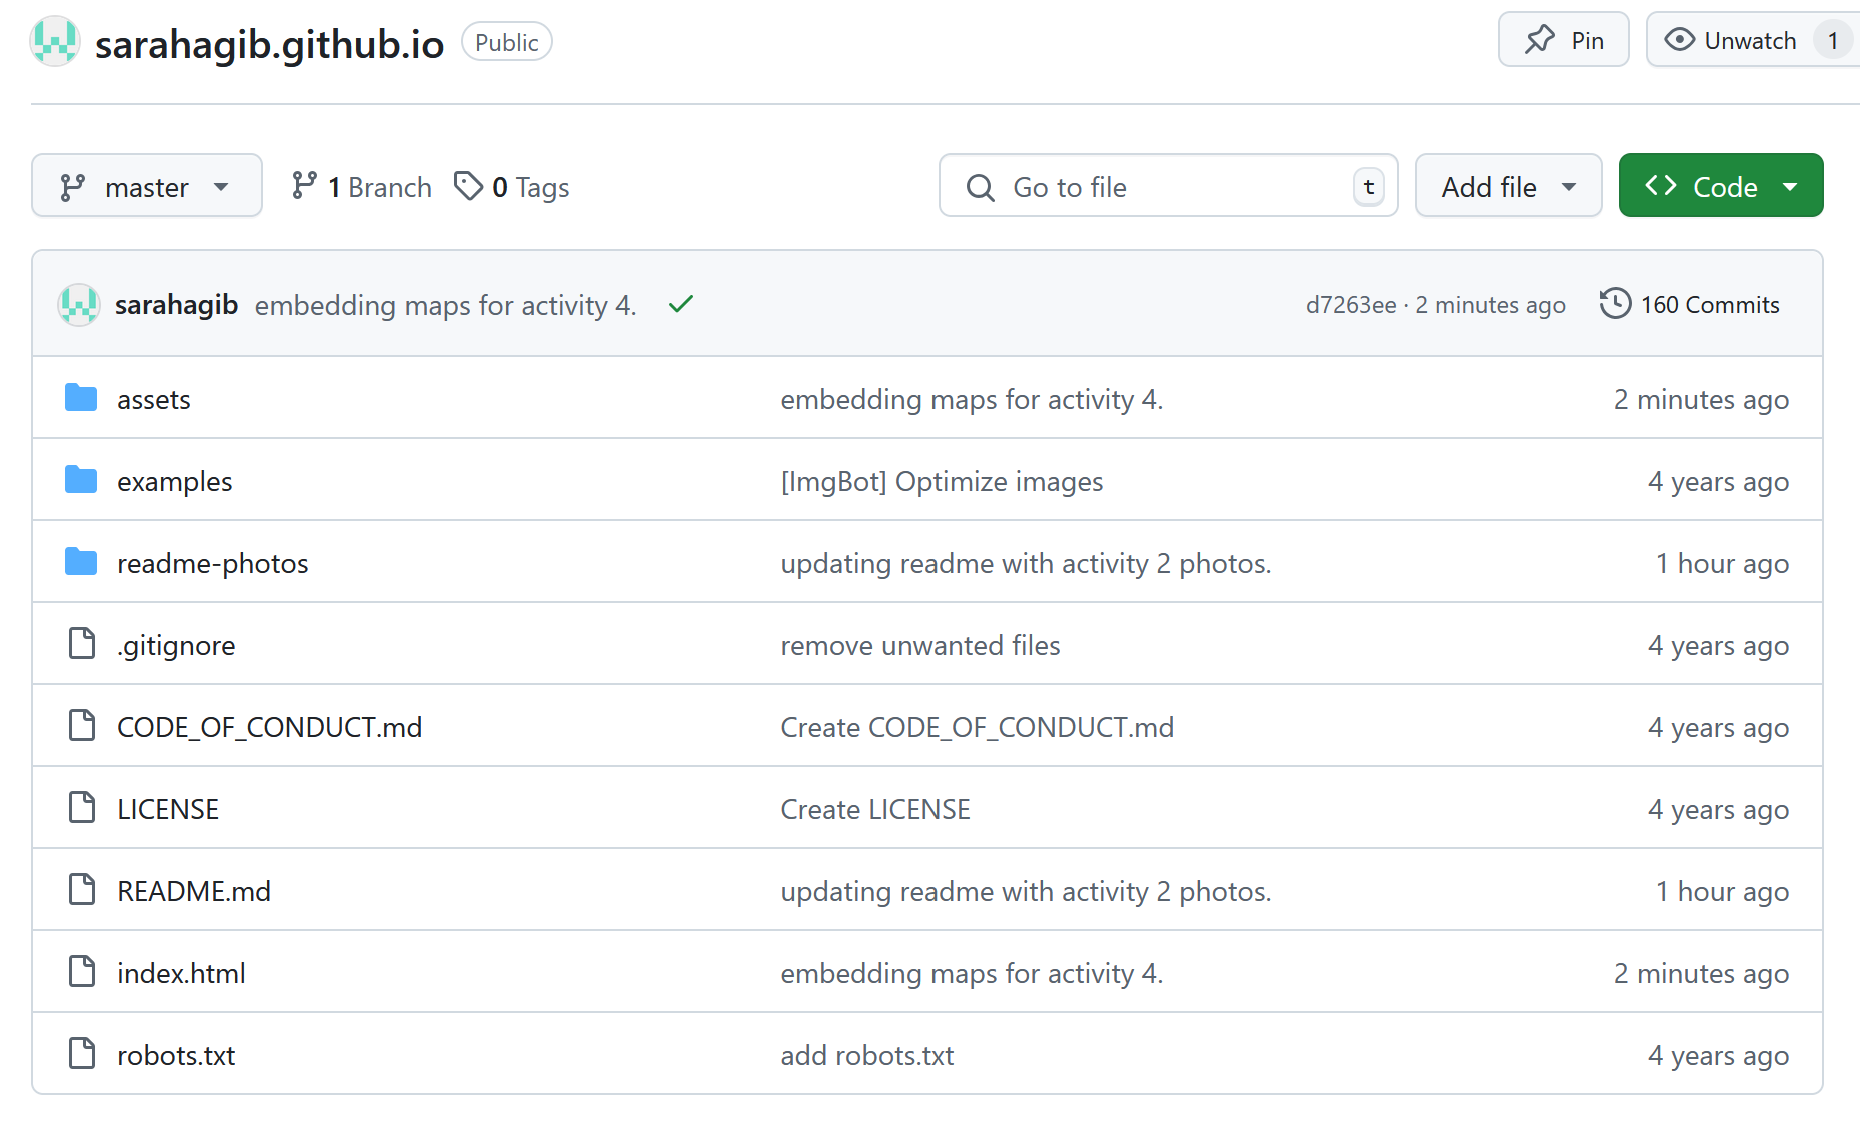 sarahagib.github.io Public Pin Unwatch 1
master 1 Branch 0 Tags Go to file t Add file Code
sarahagib embedding maps for activity 4. d7263ee · 2 minutes ago 160 Commits
assets embedding maps for activity 4. 2 minutes ago
examples [ImgBot] Optimize images 4 years ago
readme-photos updating readme with activity 2 photos. 1 hour ago
.gitignore remove unwanted files 4 years ago
CODE_OF_CONDUCT.md Create CODE_OF_CONDUCT.md 4 years ago
LICENSE Create LICENSE 4 years ago
README.md updating readme with activity 2 photos. 1 hour ago
index.html embedding maps for activity 4. 2 minutes ago
robots.txt add robots.txt 4 years ago